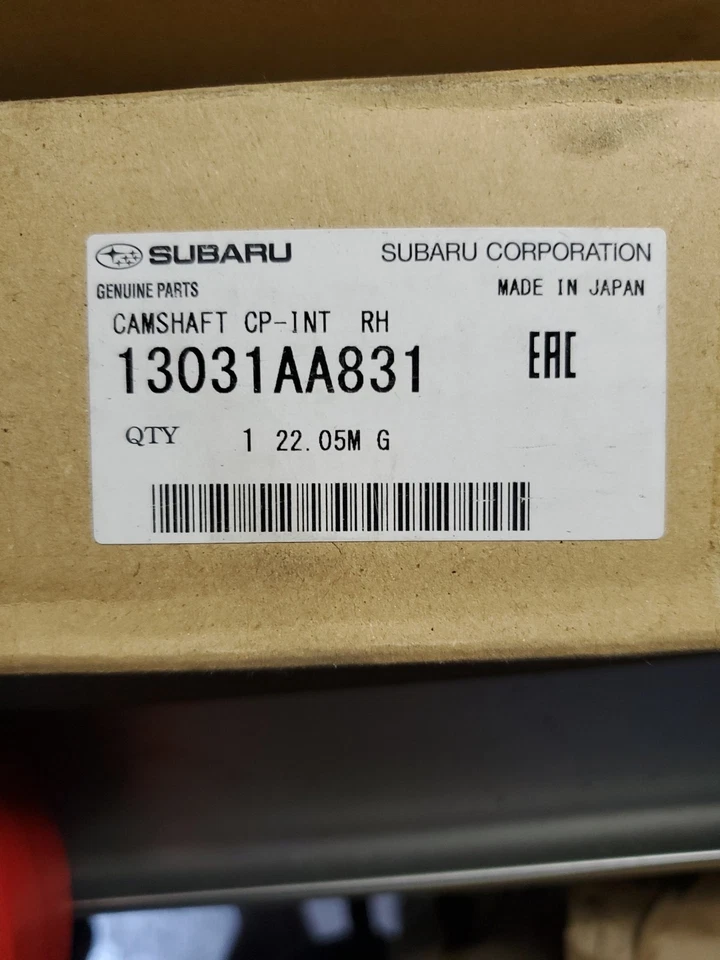 SUBARU SUBARU CORPORATION
GENUINE PARTS MADE IN JAPAN
CAMSHAFT CP-INT RH
13031AA831 EAC
QTY 1 22.05M G